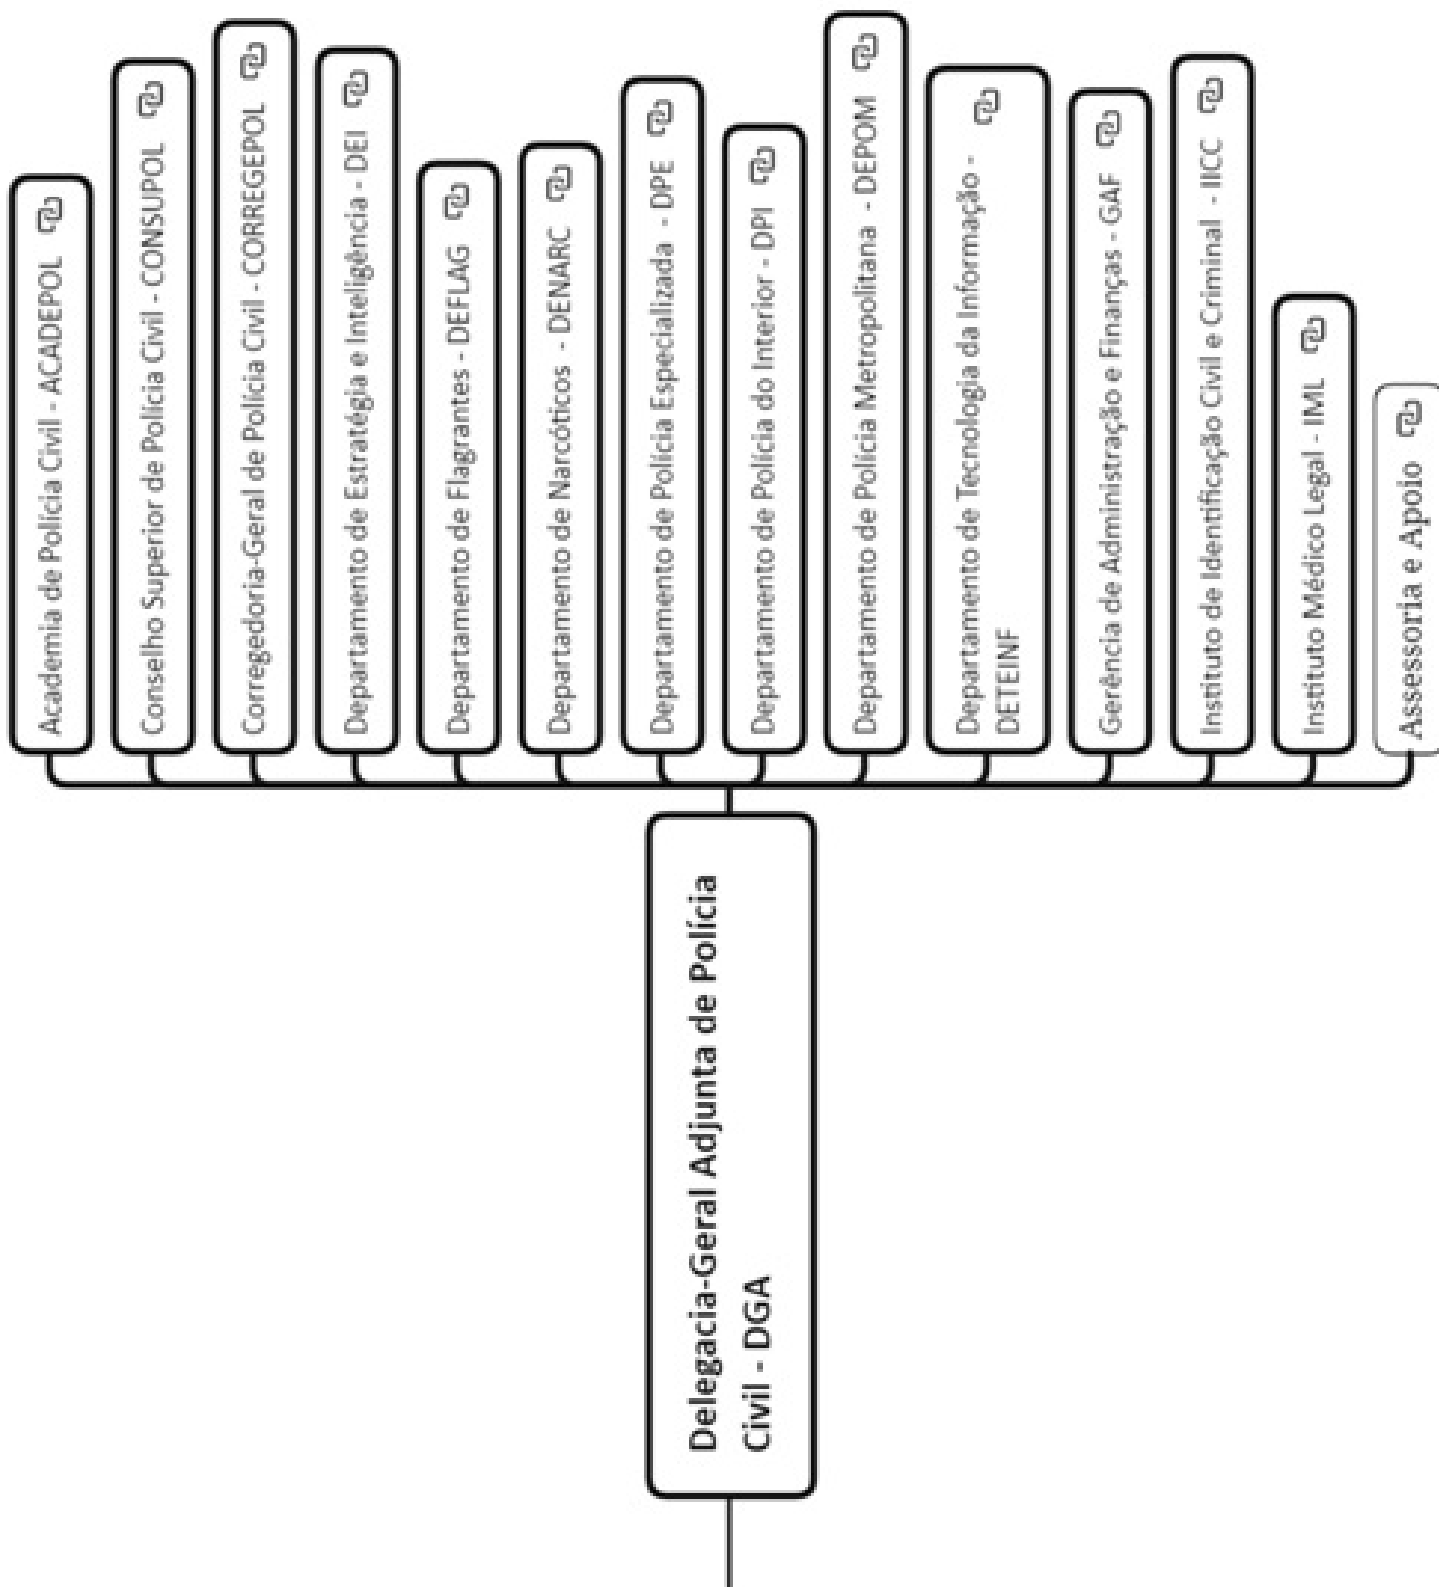 Academia de Polícia Civil - ACADEPOL
Conselho Superior de Polícia Civil - CONSUPOL
Corregedoria-Geral de Polícia Civil - CORREGEPOL
Departamento de Estratégia e Inteligência - DEI
Departamento de Flagrantes - DEFLAG
Departamento de Narcóticos - DENARC
Departamento de Polícia Especializada - DPE
Departamento de Polícia do Interior - DPI
Departamento de Polícia Metropolitana - DEPOM
Departamento de Tecnologia da Informação -
DETEINF
Gerência de Administração e Finanças - GAF
Instituto de Identificação Civil e Criminal - IICC
Instituto Médico Legal - IML
Assessoria e Apoio
Delegacia-Geral Adjunta de Polícia
Civil - DGA